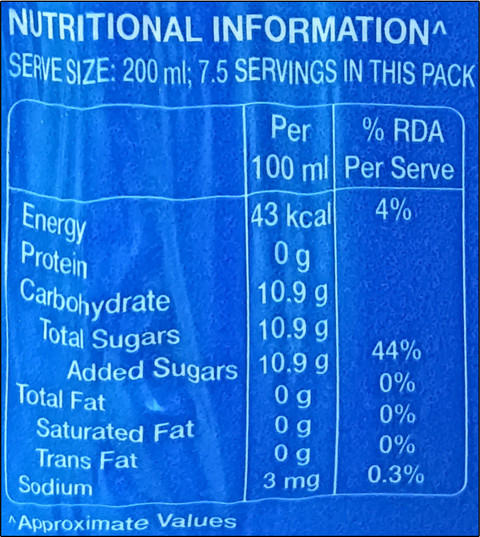 NUTRITIONAL INFORMATION^
SERVE SIZE: 200 ml; 7.5 SERVINGS IN THIS PACK
Per 100 ml % RDA Per Serve
Energy 43 kcal 4%
Protein 0 g
Carbohydrate 10.9 g
Total Sugars 10.9 g
Added Sugars 10.9 g 44%
Total Fat 0 g 0%
Saturated Fat 0 g 0%
Trans Fat 0 g 0%
Sodium 3 mg 0.3%
^Approximate Values